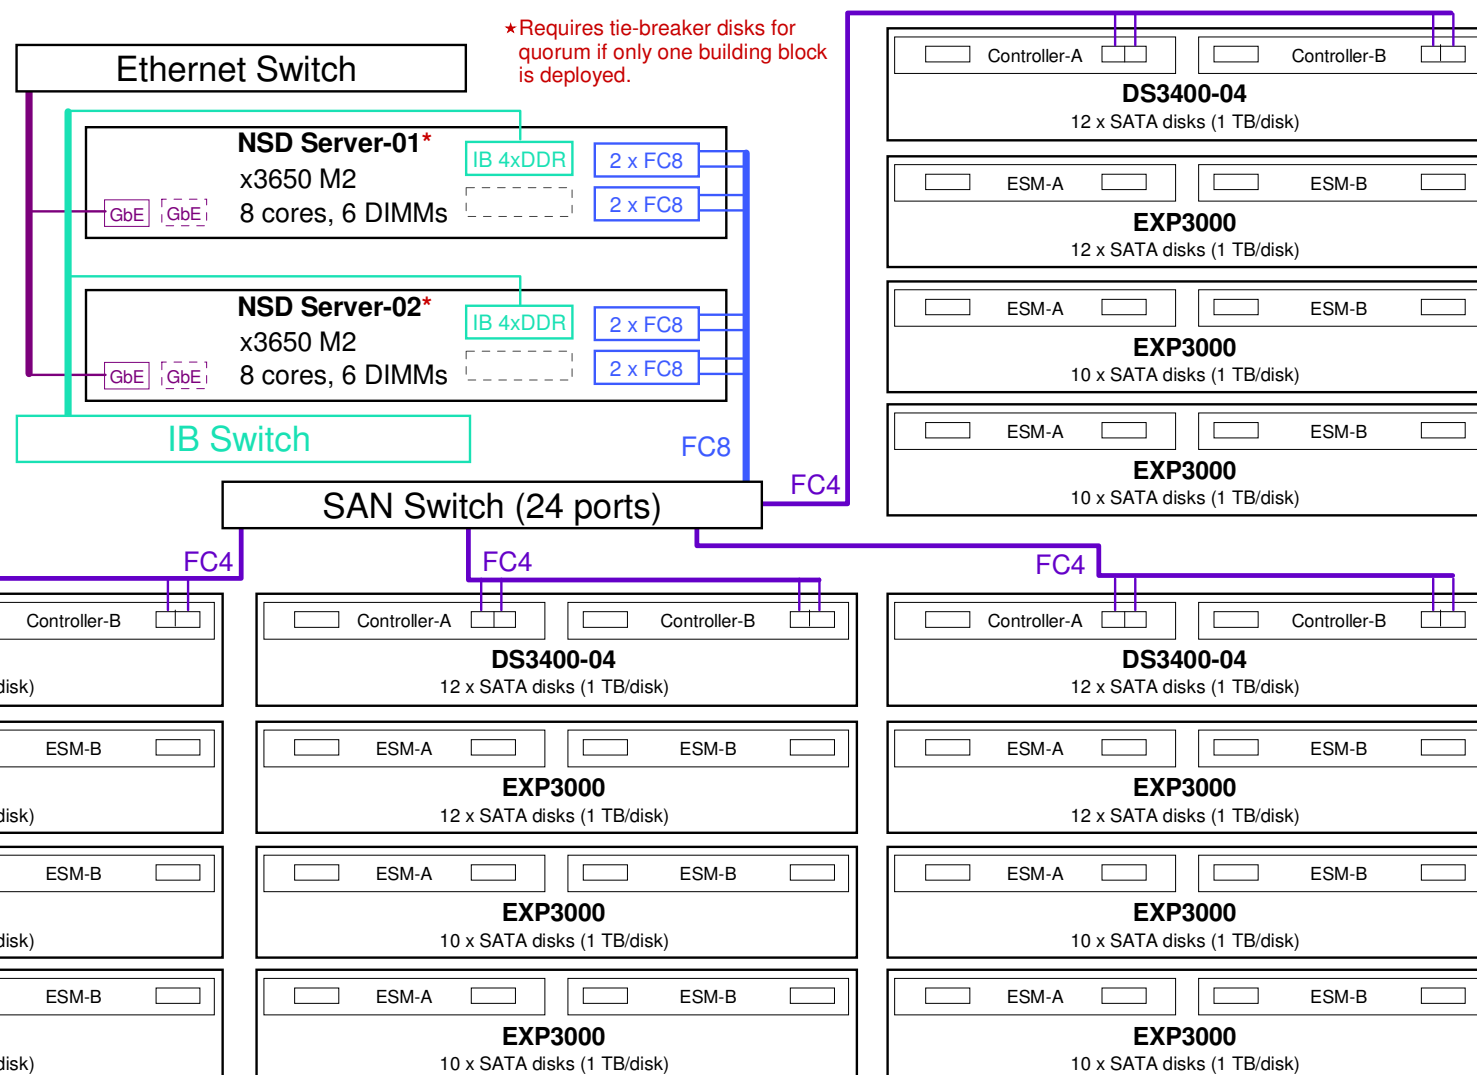 ★Requires tie-breaker disks for
quorum if only one building block
is deployed.
Ethernet Switch
NSD Server-01*
x3650 M2
8 cores, 6 DIMMs
GbE
GbE
IB 4xDDR
2 x FC8
2 x FC8
NSD Server-02*
x3650 M2
8 cores, 6 DIMMs
GbE
GbE
IB 4xDDR
2 x FC8
2 x FC8
IB Switch
FC8
FC4
SAN Switch (24 ports)
Controller-A
Controller-B
DS3400-04
12 x SATA disks (1 TB/disk)
ESM-A
ESM-B
EXP3000
12 x SATA disks (1 TB/disk)
ESM-A
ESM-B
EXP3000
10 x SATA disks (1 TB/disk)
ESM-A
ESM-B
EXP3000
10 x SATA disks (1 TB/disk)
FC4
FC4
FC4
Controller-B
disk)
ESM-B
disk)
ESM-B
disk)
ESM-B
disk)
Controller-A
Controller-B
DS3400-04
12 x SATA disks (1 TB/disk)
ESM-A
ESM-B
EXP3000
12 x SATA disks (1 TB/disk)
ESM-A
ESM-B
EXP3000
10 x SATA disks (1 TB/disk)
ESM-A
ESM-B
EXP3000
10 x SATA disks (1 TB/disk)
Controller-A
Controller-B
DS3400-04
12 x SATA disks (1 TB/disk)
ESM-A
ESM-B
EXP3000
12 x SATA disks (1 TB/disk)
ESM-A
ESM-B
EXP3000
10 x SATA disks (1 TB/disk)
ESM-A
ESM-B
EXP3000
10 x SATA disks (1 TB/disk)